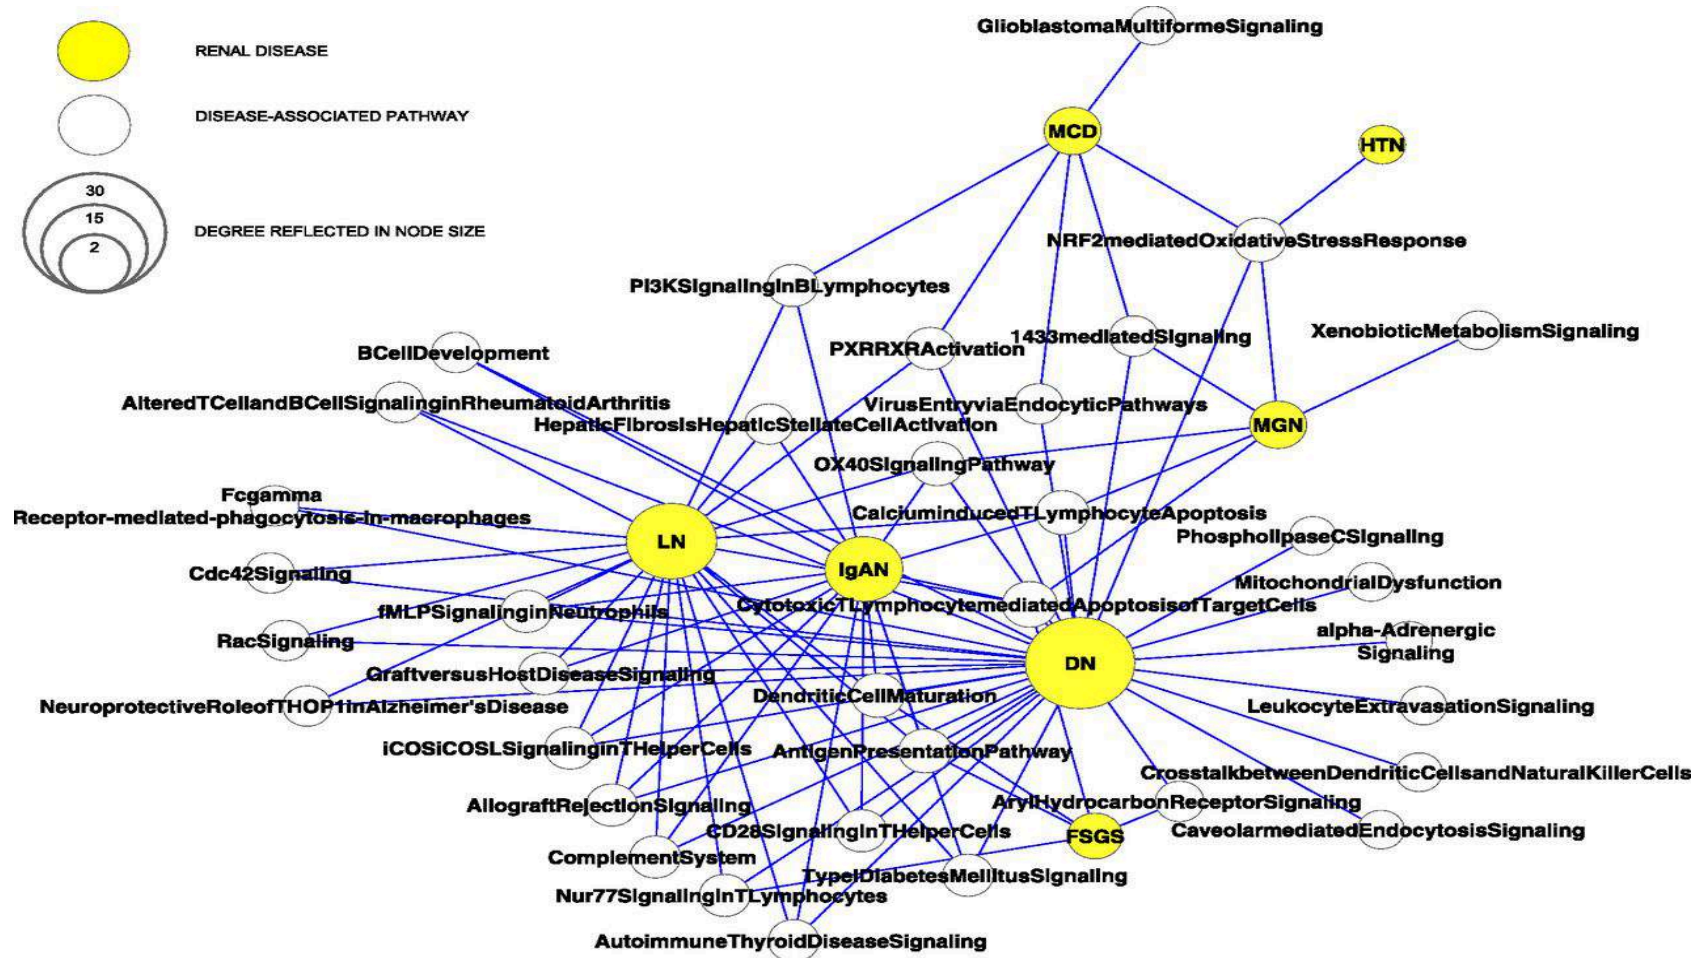 GlioblastomaMultiformeSignaling
RENAL DISEASE
DISEASE-ASSOCIATED PATHWAY
MCD
HTN
30
15
2
DEGREE REFLECTED IN NODE SIZE
NRF2mediatedOxidativeStressResponse
PI3KSignalinginBLymphocytes
1433mediatedSignaling
XenobioticMetabolismSignaling
BCellDevelopment
PXRRXRActivation
AlteredTCellandBCellSignalinginRheumatoidArthritis
VirusEntryviaEndocyticPathways
HepaticFibrosisHepaticStellateCellActivation
MGN
OX40SignalingPathway
Fcgamma
Receptor-mediated-phagocytosis-in-macrophages
CalciuminducedTLymphocyteApoptosis
PhospholipaseCSignaling
LN
IgAN
Cdc42Signaling
MitochondrialDysfunction
fMLPSignalinginNeutrophils
CytotoxicTLymphocytemediatedApoptosisofTargetCells
RacSignaling
alpha-Adrenergic
Signaling
DN
GraftversusHostDiseaseSignaling
DendriticCellMaturation
NeuroprotectiveRoleofTHOP1inAlzheimer'sDisease
LeukocyteExtravasationSignaling
iCOSiCOSLSignalinginTHelperCells
AntigenPresentationPathway
CrosstalkbetweenDendriticCellsandNaturalKillerCells
AllograftRejectionSignaling
ArylHydrocarbonReceptorSignaling
CD28SignalinginTHelperCells
FSGS
CaveolarmediatedEndocytosisSignaling
ComplementSystem
TypeIDiabetesMellitusSignaling
Nur77SignalinginTLymphocytes
AutoimmuneThyroidDiseaseSignaling